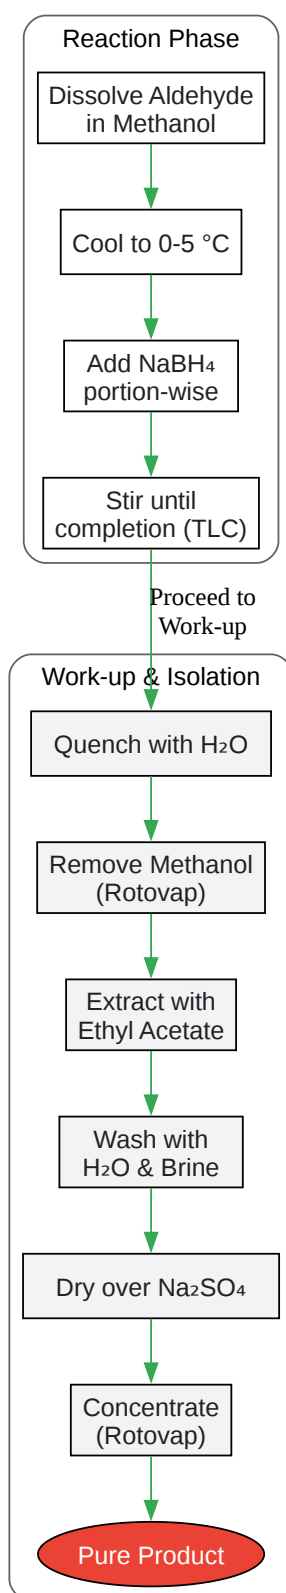 Reaction Phase
Dissolve Aldehyde
in Methanol
Cool to 0-5 °C
Add NaBH₄
portion-wise
Stir until
completion (TLC)
Proceed to
Work-up
Work-up & Isolation
Quench with H₂O
Remove Methanol
(Rotovap)
Extract with
Ethyl Acetate
Wash with
H₂O & Brine
Dry over Na₂SO₄
Concentrate
(Rotovap)
Pure Product